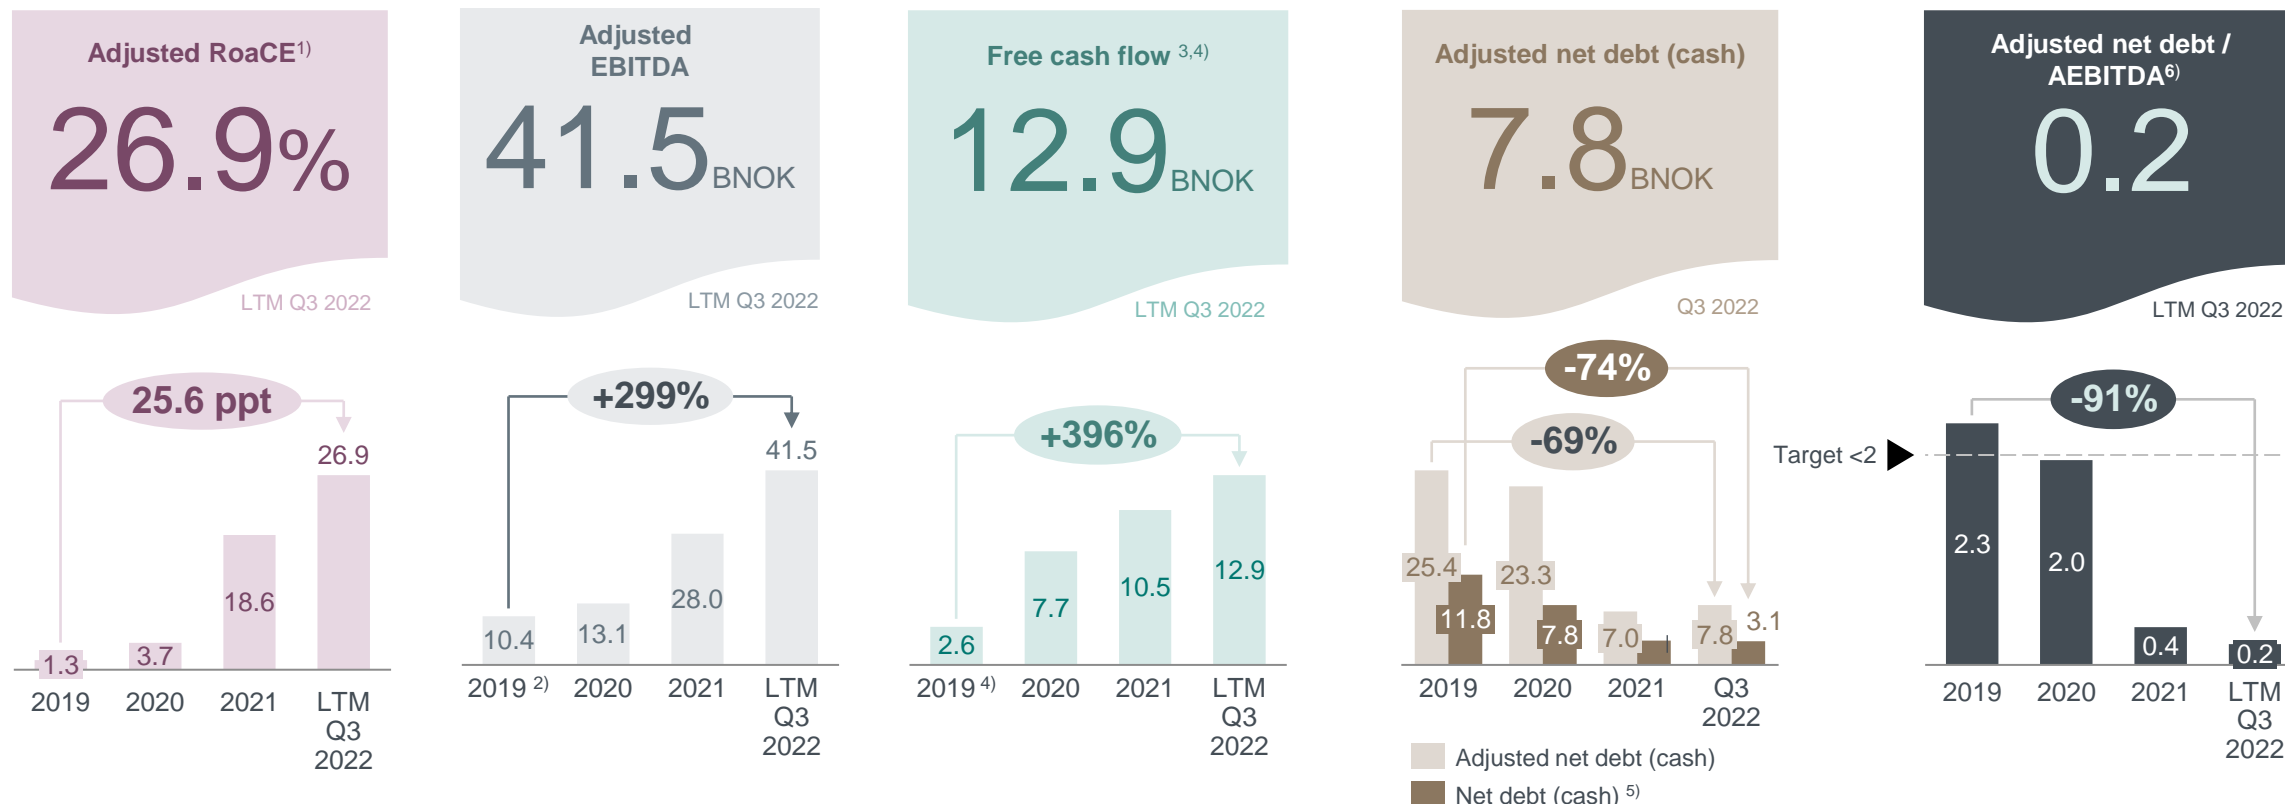 Adjusted RoaCE1)
26.9%
LTM Q3 2022
25.6 ppt
26.9
18.6
3.7
1.3
2019
2020
2021
LTM
Q3
2022
Adjusted
EBITDA
41.5 BNOK
LTM Q3 2022
+299%
41.5
28.0
13.1
10.4
2019 2)
2020
2021
LTM
Q3
2022
Free cash flow 3,4)
12.9 BNOK
LTM Q3 2022
+396%
12.9
10.5
7.7
2.6
2019 4)
2020
2021
LTM
Q3
2022
Adjusted net debt (cash)
7.8 BNOK
Q3 2022
-74%
-69%
25.4
11.8
23.3
7.8
7.0
7.8
3.1
2019
2020
2021
Q3
2022
Adjusted net debt (cash)
Net debt (cash) 5)
Adjusted net debt /
AEBITDA6)
0.2
LTM Q3 2022
-91%
Target <2
2.3
2.0
0.4
0.2
2019
2020
2021
LTM
Q3
2022